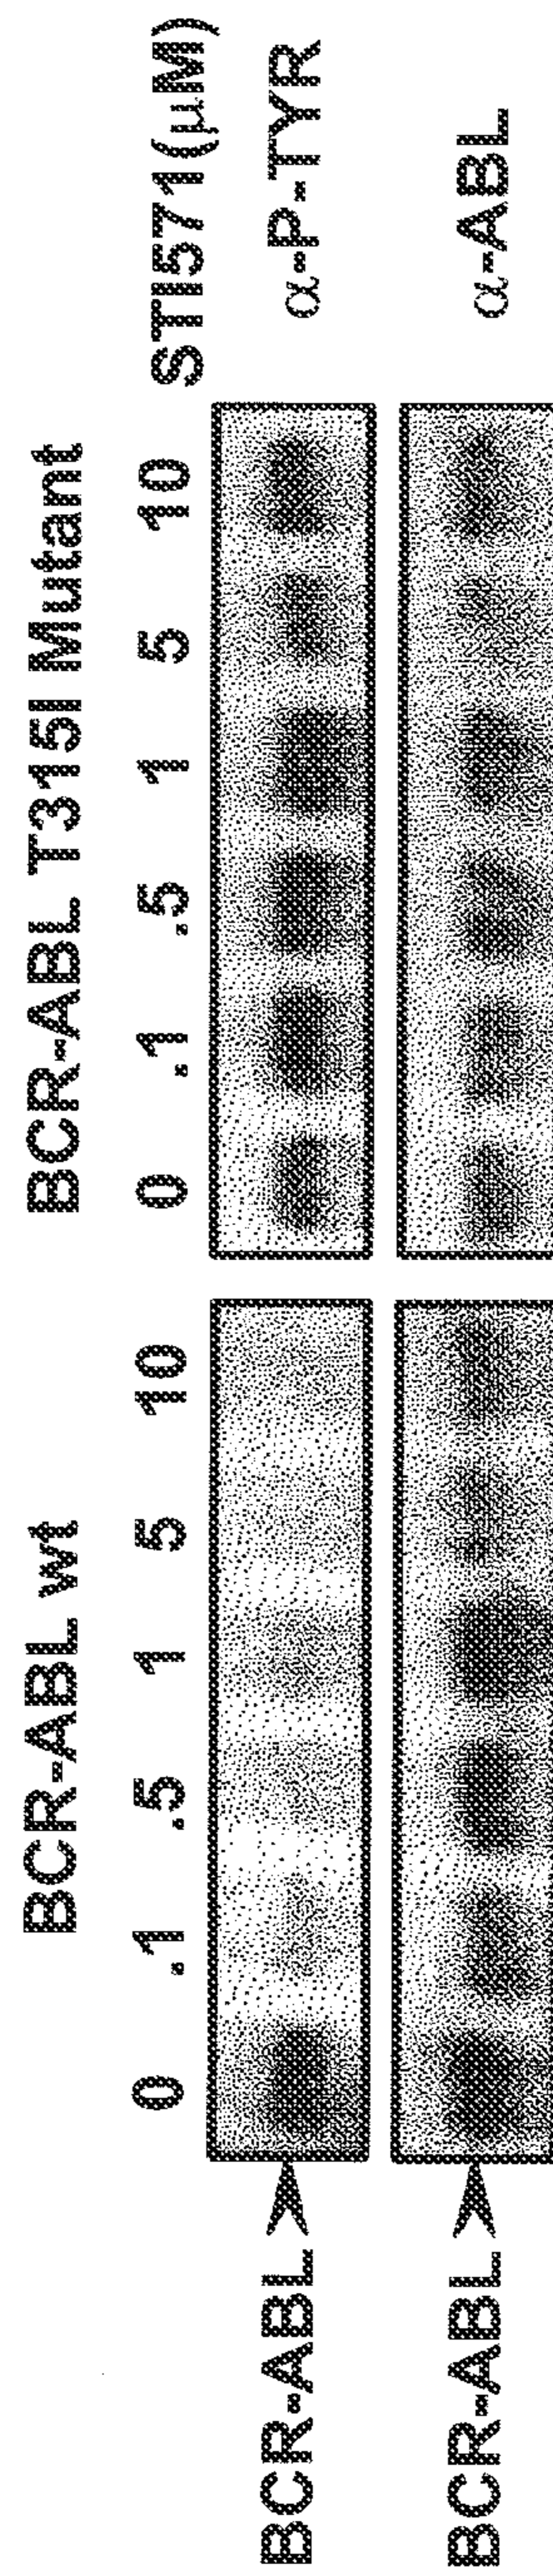 BCR-ABL wt BCR-ABL T315I Mutant
0 .1 .5 1 5 10 0 .1 .5 1 5 10 STI571(μM)
BCR-ABL α-P-TYR
BCR-ABL α-ABL